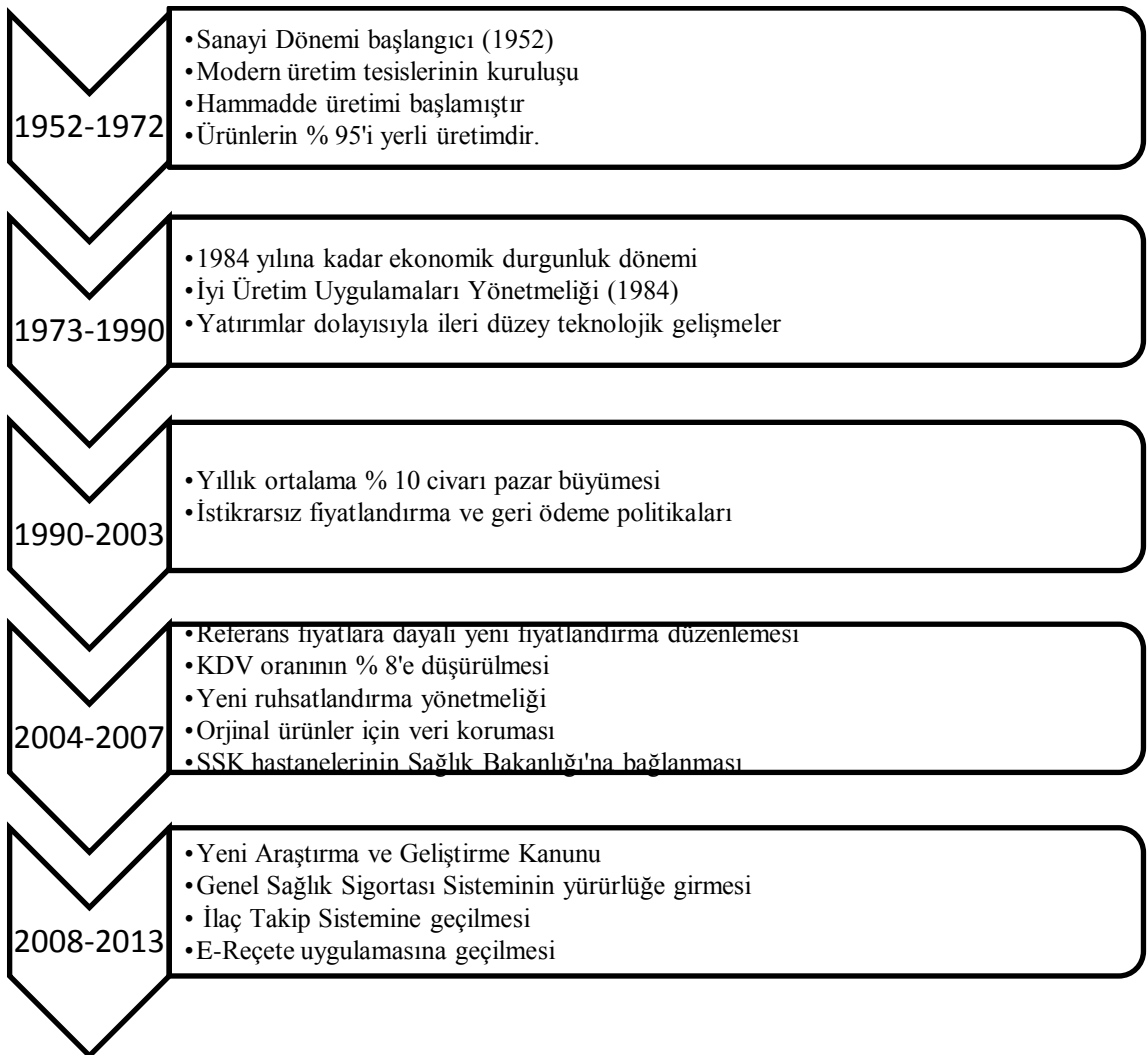 1952-1972
•Sanayi Dönemi başlangıcı (1952)
•Modern üretim tesislerinin kuruluşu
•Hammadde üretimi başlamıştır
•Ürünlerin % 95'i yerli üretimdir.
1973-1990
•1984 yılına kadar ekonomik durgunluk dönemi
•İyi Üretim Uygulamaları Yönetmeliği (1984)
•Yatırımlar dolayısıyla ileri düzey teknolojik gelişmeler
1990-2003
•Yıllık ortalama % 10 civarı pazar büyümesi
•İstikrarsız fiyatlandırma ve geri ödeme politikaları
2004-2007
•Referans fiyatlara dayalı yeni fiyatlandırma düzenlemesi
•KDV oranının % 8'e düşürülmesi
•Yeni ruhsatlandırma yönetmeliği
•Orjinal ürünler için veri koruması
•SSK hastanelerinin Sağlık Bakanlığı'na bağlanması
2008-2013
•Yeni Araştırma ve Geliştirme Kanunu
•Genel Sağlık Sigortası Sisteminin yürürlüğe girmesi
• İlaç Takip Sistemine geçilmesi
•E-Reçete uygulamasına geçilmesi